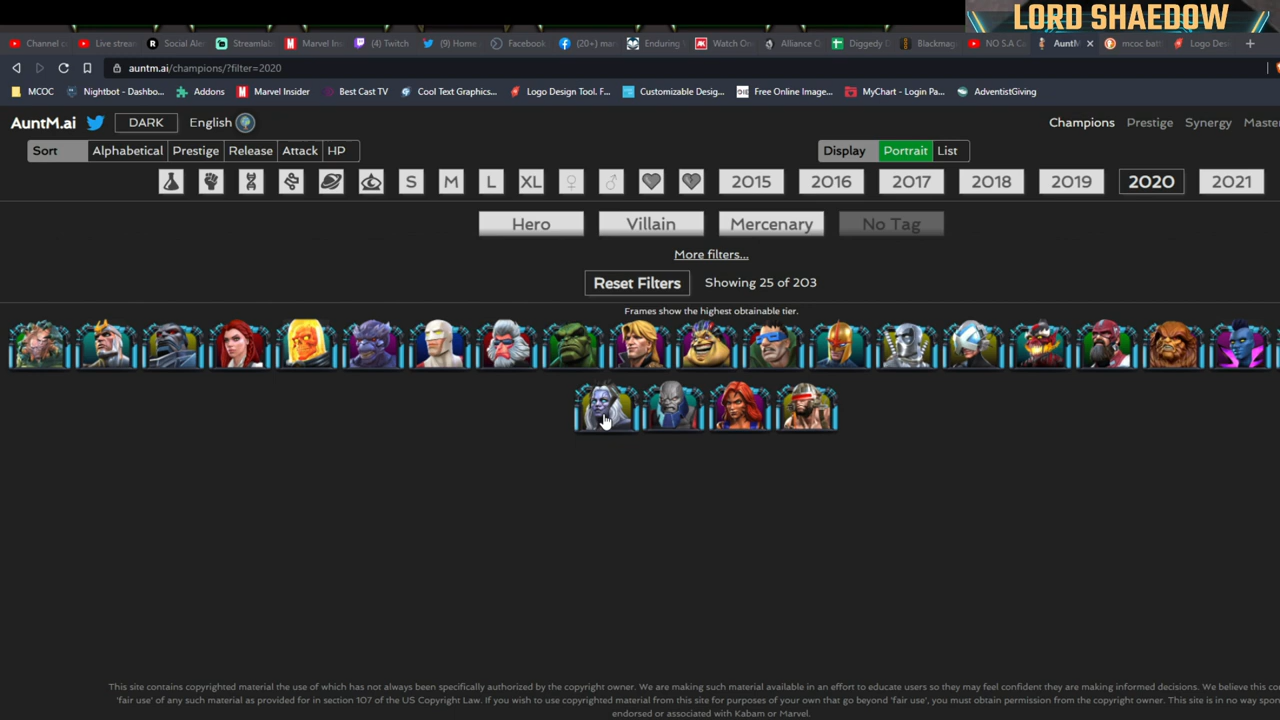 LORD SHAEDOW
Channel c Live stream Social Ale Streamlab Marvel Ins (4) Twitch (9) Home Facebook (20+) mar Enduring Watch On Alliance Q Diggedy D Blackmag NO S.A Ca AuntM mcoc batt Logo Des
auntm.ai/champions/?filter=2020
MCOC Nightbot - Dashbo... Addons Marvel Insider Best Cast TV Cool Text Graphics... Logo Design Tool. F... Customizable Desig... Free Online Image... MyChart - Login Pa... AdventistGiving
AuntM.ai DARK English Champions Prestige Synergy Master
Sort Alphabetical Prestige Release Attack HP Display Portrait List
S M L XL 2015 2016 2017 2018 2019 2020 2021
Hero Villain Mercenary No Tag
More filters...
Reset Filters Showing 25 of 203
Frames show the highest obtainable tier.
This site contains copyrighted material the use of which has not always been specifically authorized by the copyright owner. We are making such material available in an effort to educate users so they may feel confident they are making informed decisions. We believe this co
'fair use' of any such material as provided for in section 107 of the US Copyright Law. If you wish to use copyrighted material from this site for purposes of your own that go beyond 'fair use', you must obtain permission from the copyright owner. This site is in no way spo
endorsed or associated with Kabam or Marvel.